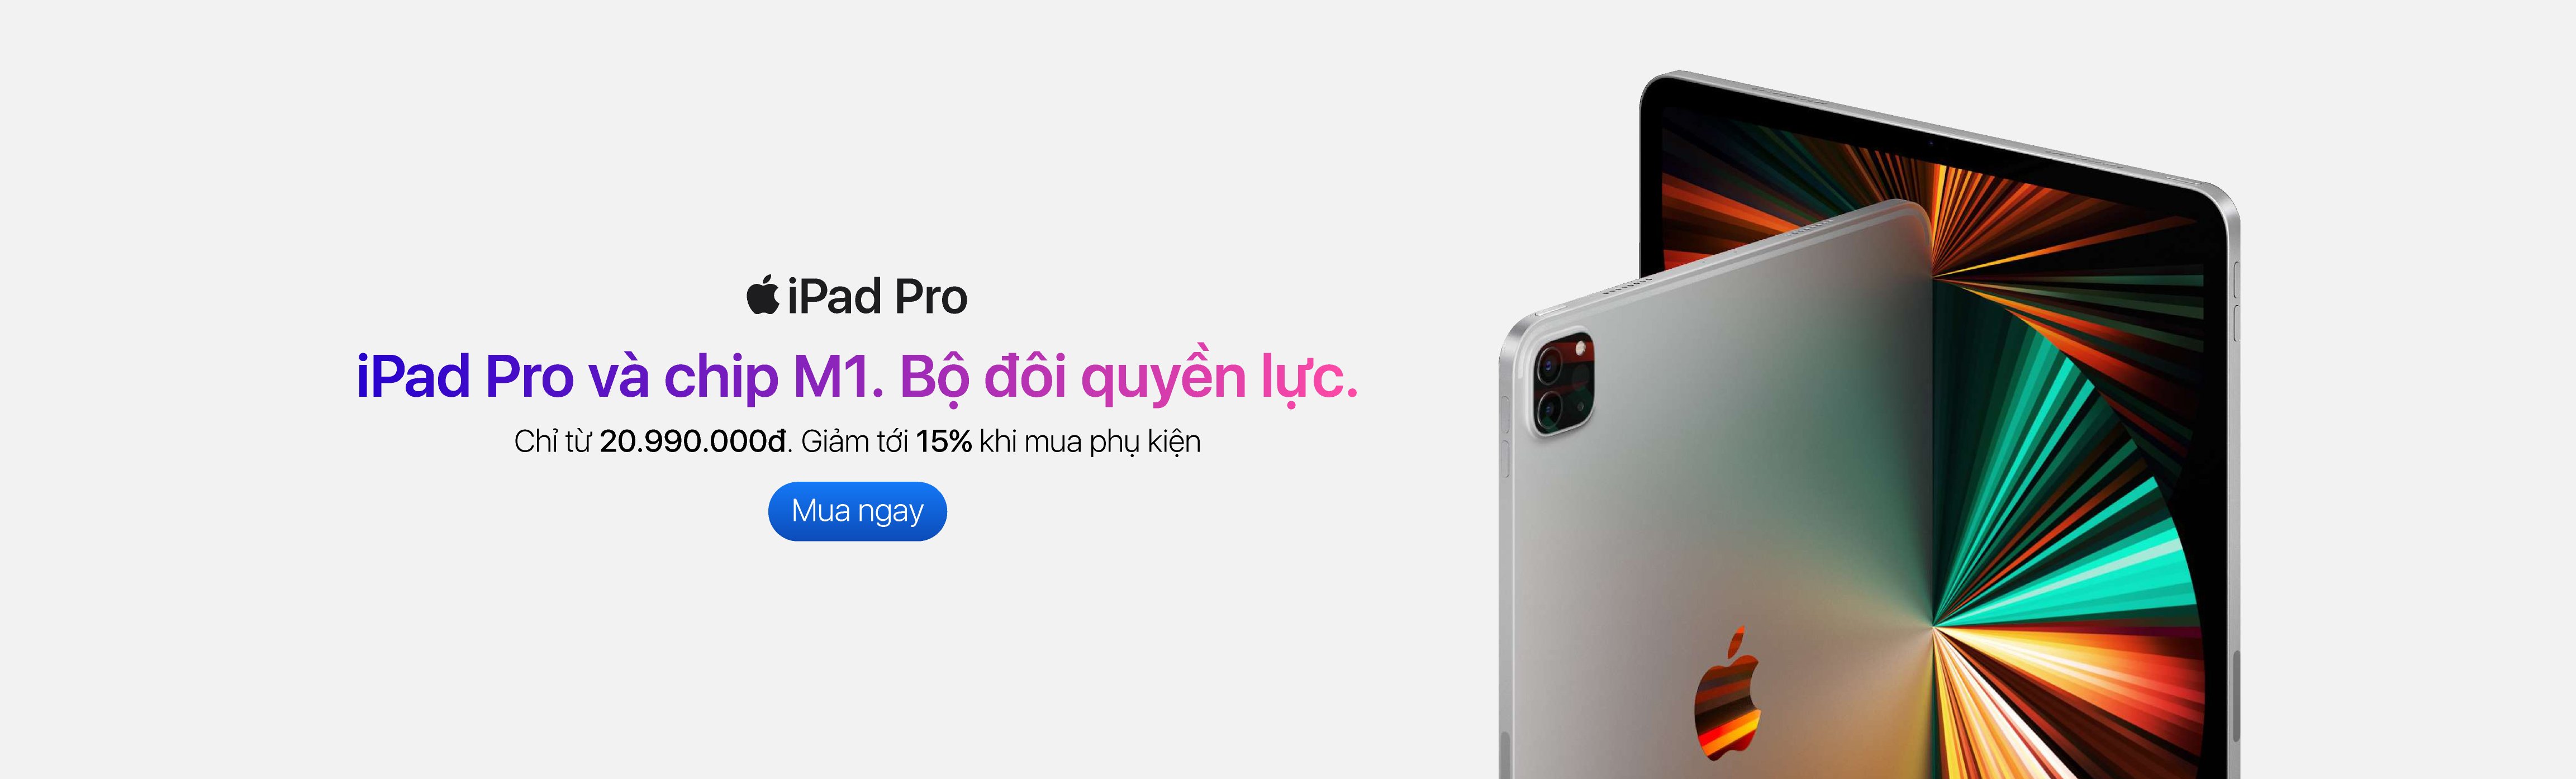 iPad Pro
iPad Pro và chip M1. Bộ đôi quyền lực.
Chỉ từ 20.990.000đ. Giảm tới 15% khi mua phụ kiện
Mua ngay